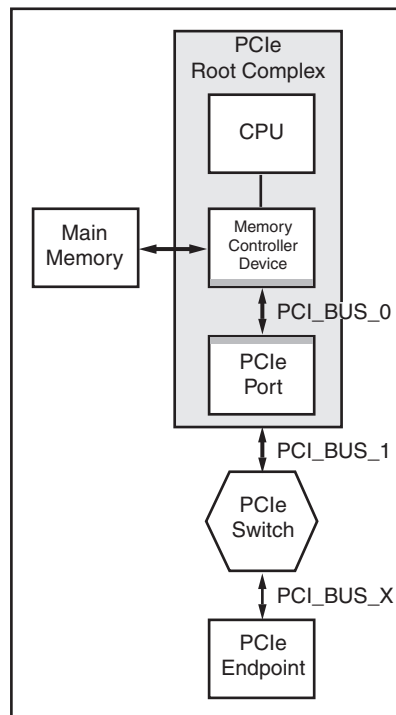 PCIe
Root Complex
CPU
Main
Memory
Memory
Controller
Device
PCI_BUS_0
PCIe
Port
PCI_BUS_1
PCIe
Switch
PCI_BUS_X
PCIe
Endpoint